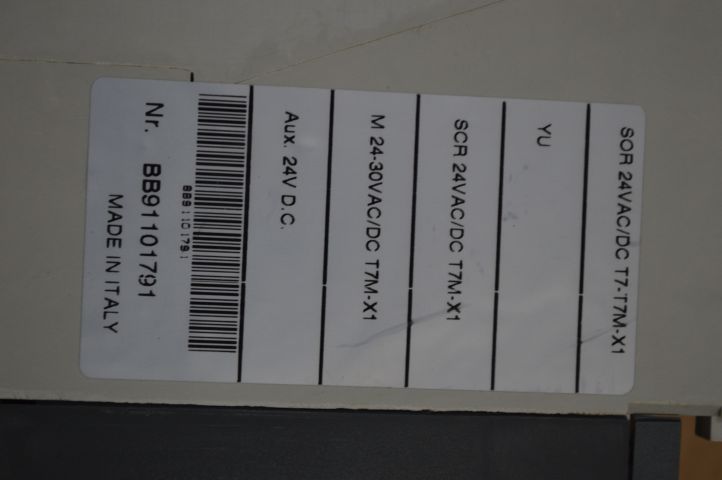 SOR 24VAC/DC T7-T7M-X1
YU
SCR 24VAC/DC T7M-X1
M 24-30VAC/DC T7M-X1
Aux. 24V D.C.
BB91101791
Nr. BB91101791
MADE IN ITALY